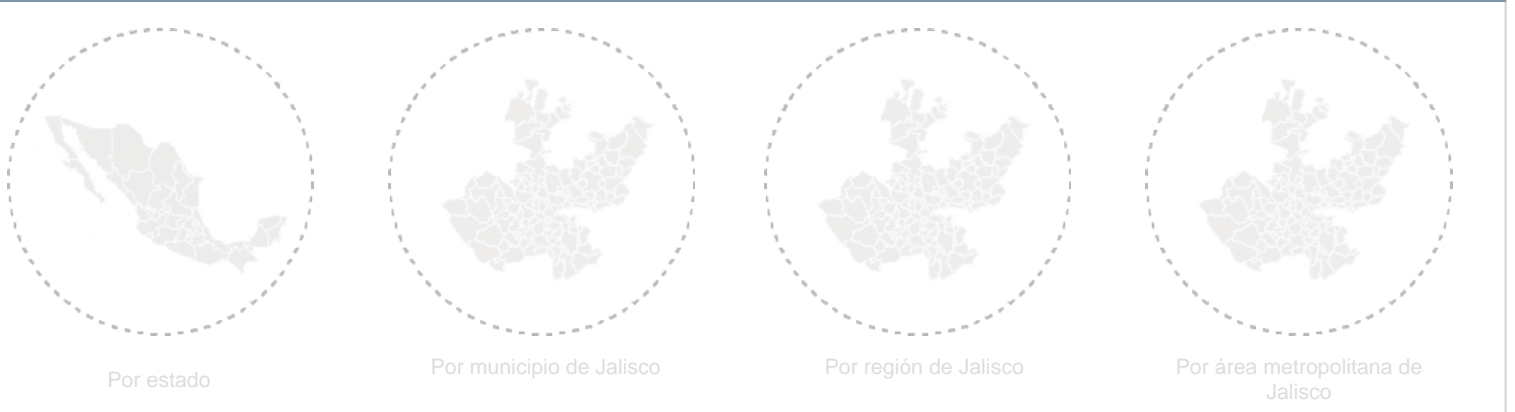 Por estado
Por municipio de Jalisco
Por región de Jalisco
Por área metropolitana de
Jalisco